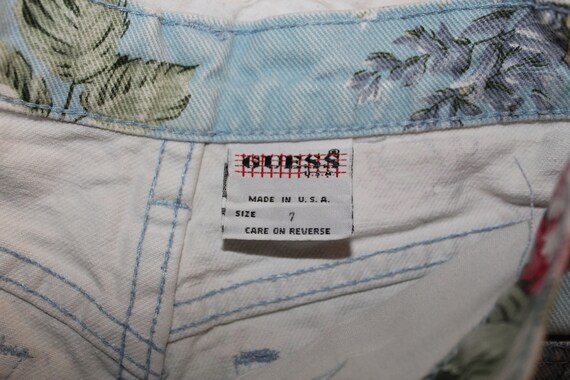 GUESS®
U.S.A.
MADE IN U.S.A.
SIZE 7
CARE ON REVERSE